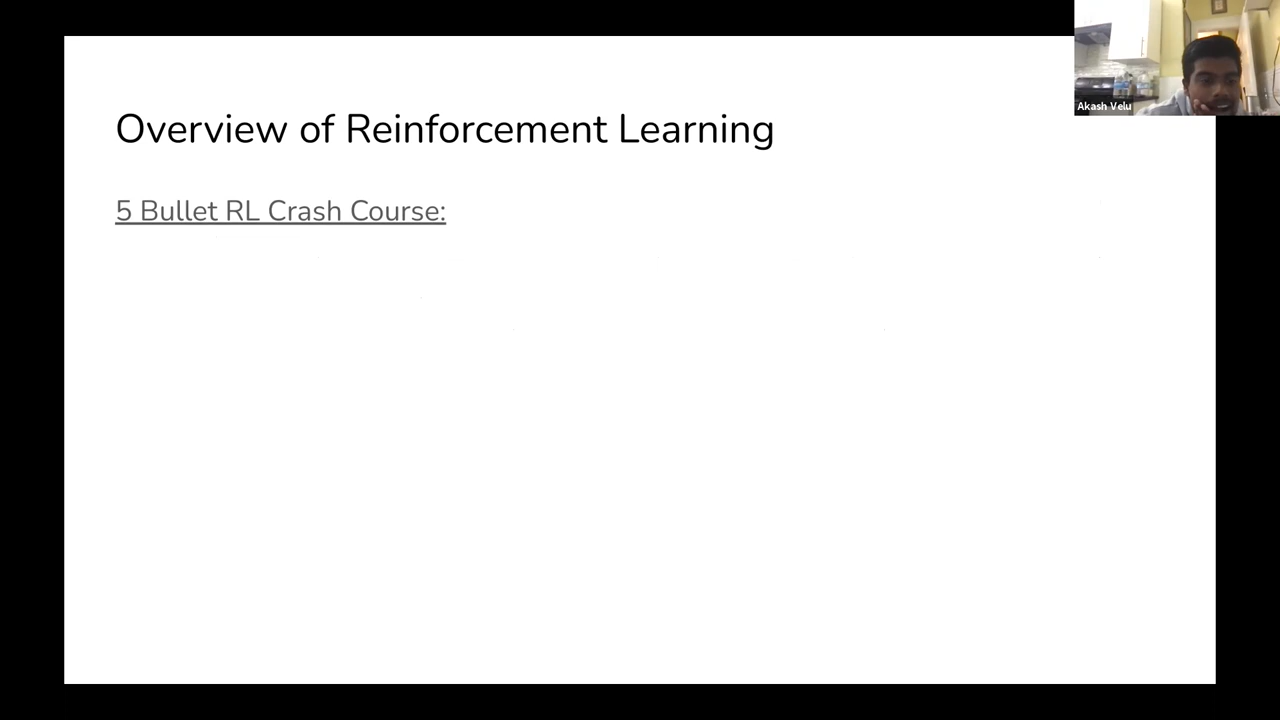 Overview of Reinforcement Learning
5 Bullet RL Crash Course:
Akash Velu